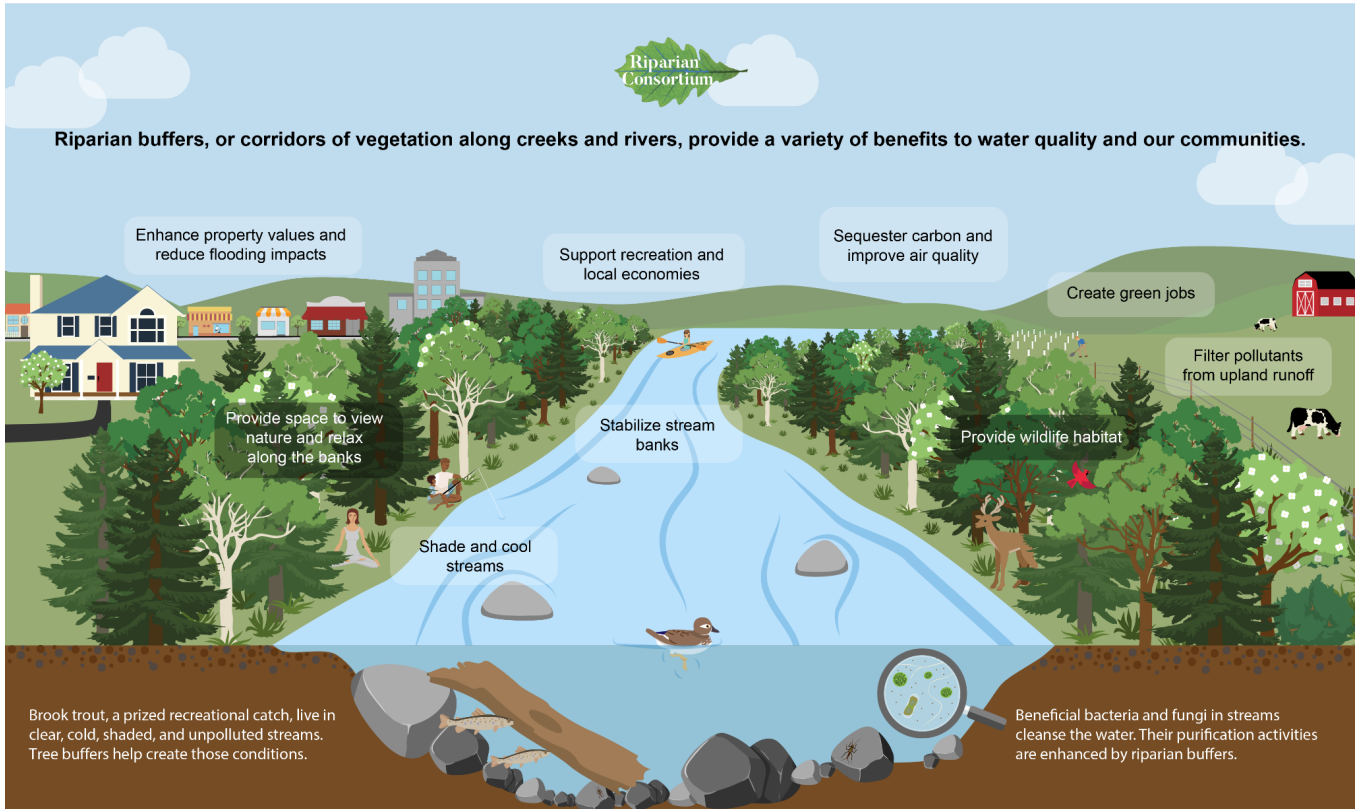 Riparian
Consortium
Riparian buffers, or corridors of vegetation along creeks and rivers, provide a variety of benefits to water quality and our communities.
Enhance property values and
reduce flooding impacts
Support recreation and
local economies
Sequester carbon and
improve air quality
Create green jobs
Filter pollutants
from upland runoff
Provide space to view
nature and relax
along the banks
Stabilize stream
banks
Provide wildlife habitat
Shade and cool
streams
Brook trout, a prized recreational catch, live in
clear, cold, shaded, and unpolluted streams.
Tree buffers help create those conditions.
Beneficial bacteria and fungi in streams
cleanse the water. Their purification activities
are enhanced by riparian buffers.